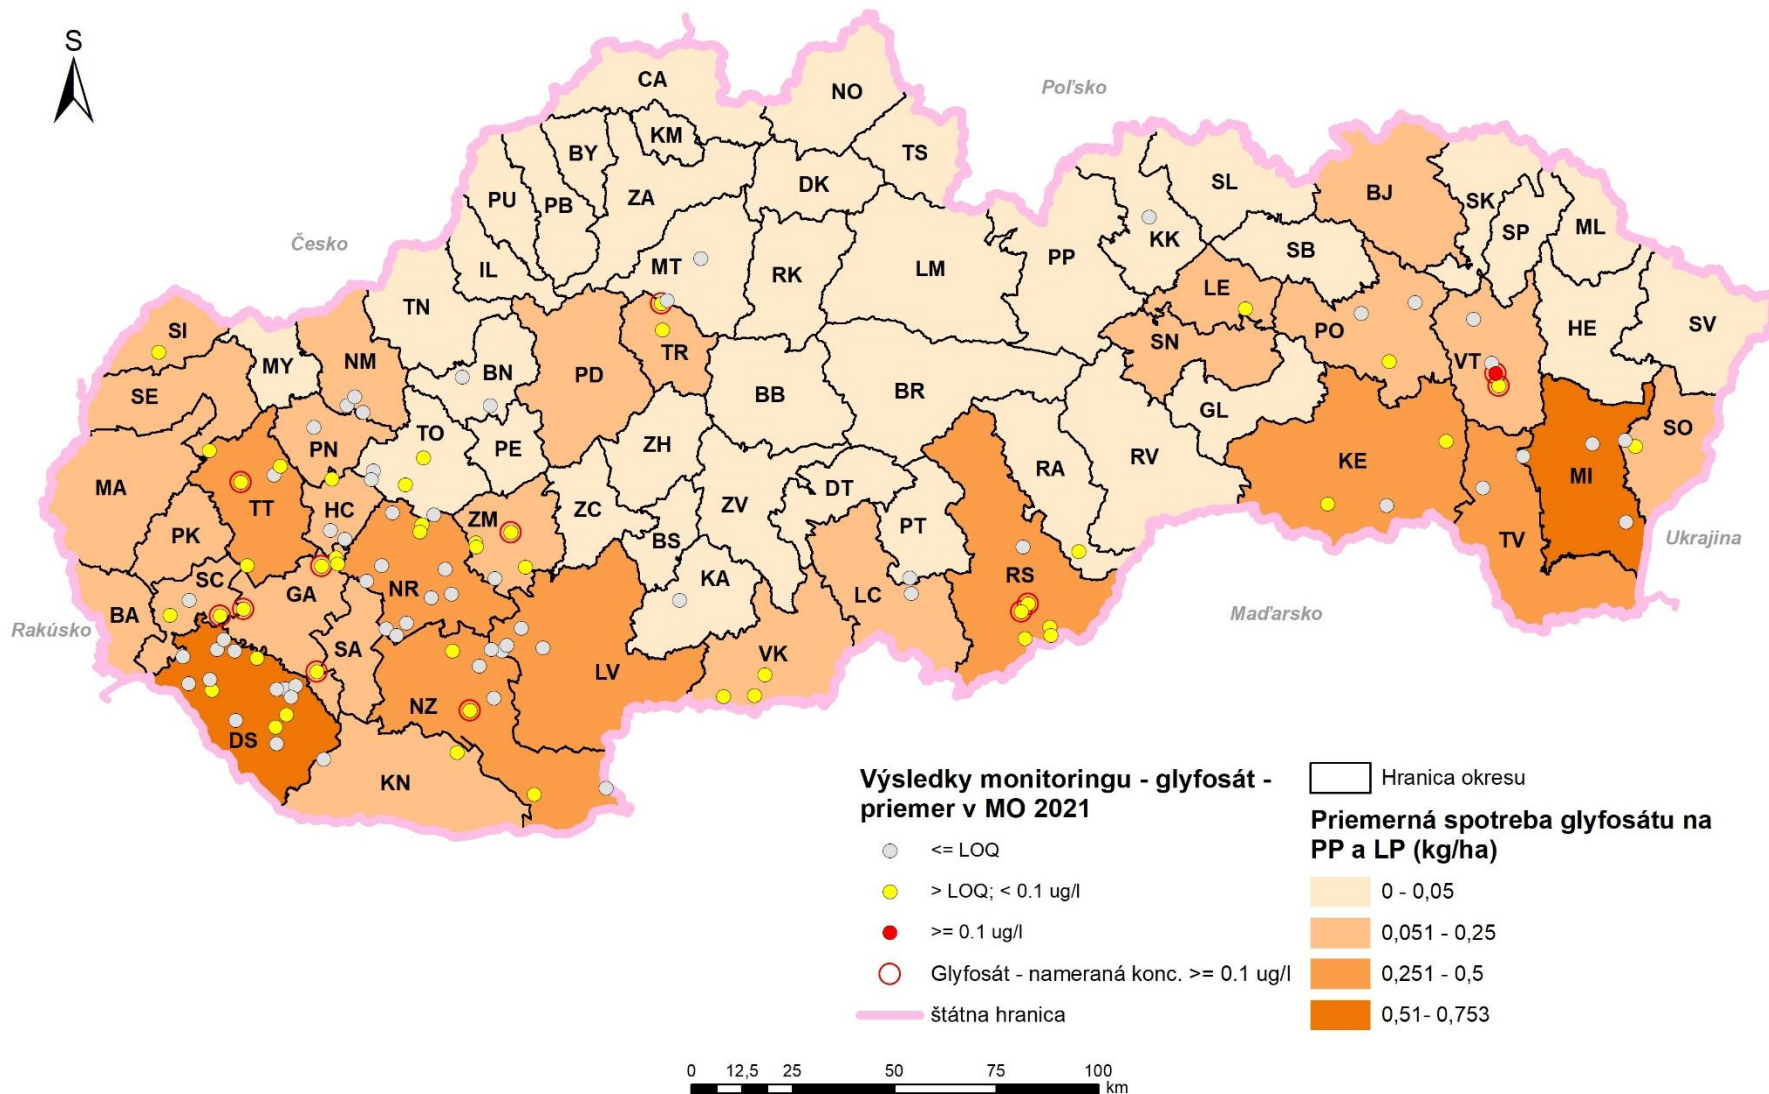 S
CA
NO
Poľsko
KM
BY
TS
DK
SL
BJ
PU
PB
ZA
SK
SP
ML
Česko
KK
SB
IL
MT
RK
LM
PP
TN
LE
PO
HE
SV
SI
MY
NM
BN
PD
TR
SN
VT
SE
BB
BR
GL
PN
TO
PE
ZH
RA
RV
KE
SO
MA
TT
HC
ZM
ZC
ZV
DT
PT
MI
PK
BS
TV
Ukrajina
SC
GA
NR
KA
LC
RS
Maďarsko
Rakúsko
BA
SA
LV
VK
NZ
DS
KN
Výsledky monitoringu - glyfosát -
priemer v MO 2021
<= LOQ
> LOQ; < 0.1 ug/l
>= 0.1 ug/l
Glyfosát - nameraná konc. >= 0.1 ug/l
štátna hranica
Hranica okresu
Priemerná spotreba glyfosátu na
PP a LP (kg/ha)
0 - 0,05
0,051 - 0,25
0,251 - 0,5
0,51- 0,753
0 12,5 25 50 75 100
km